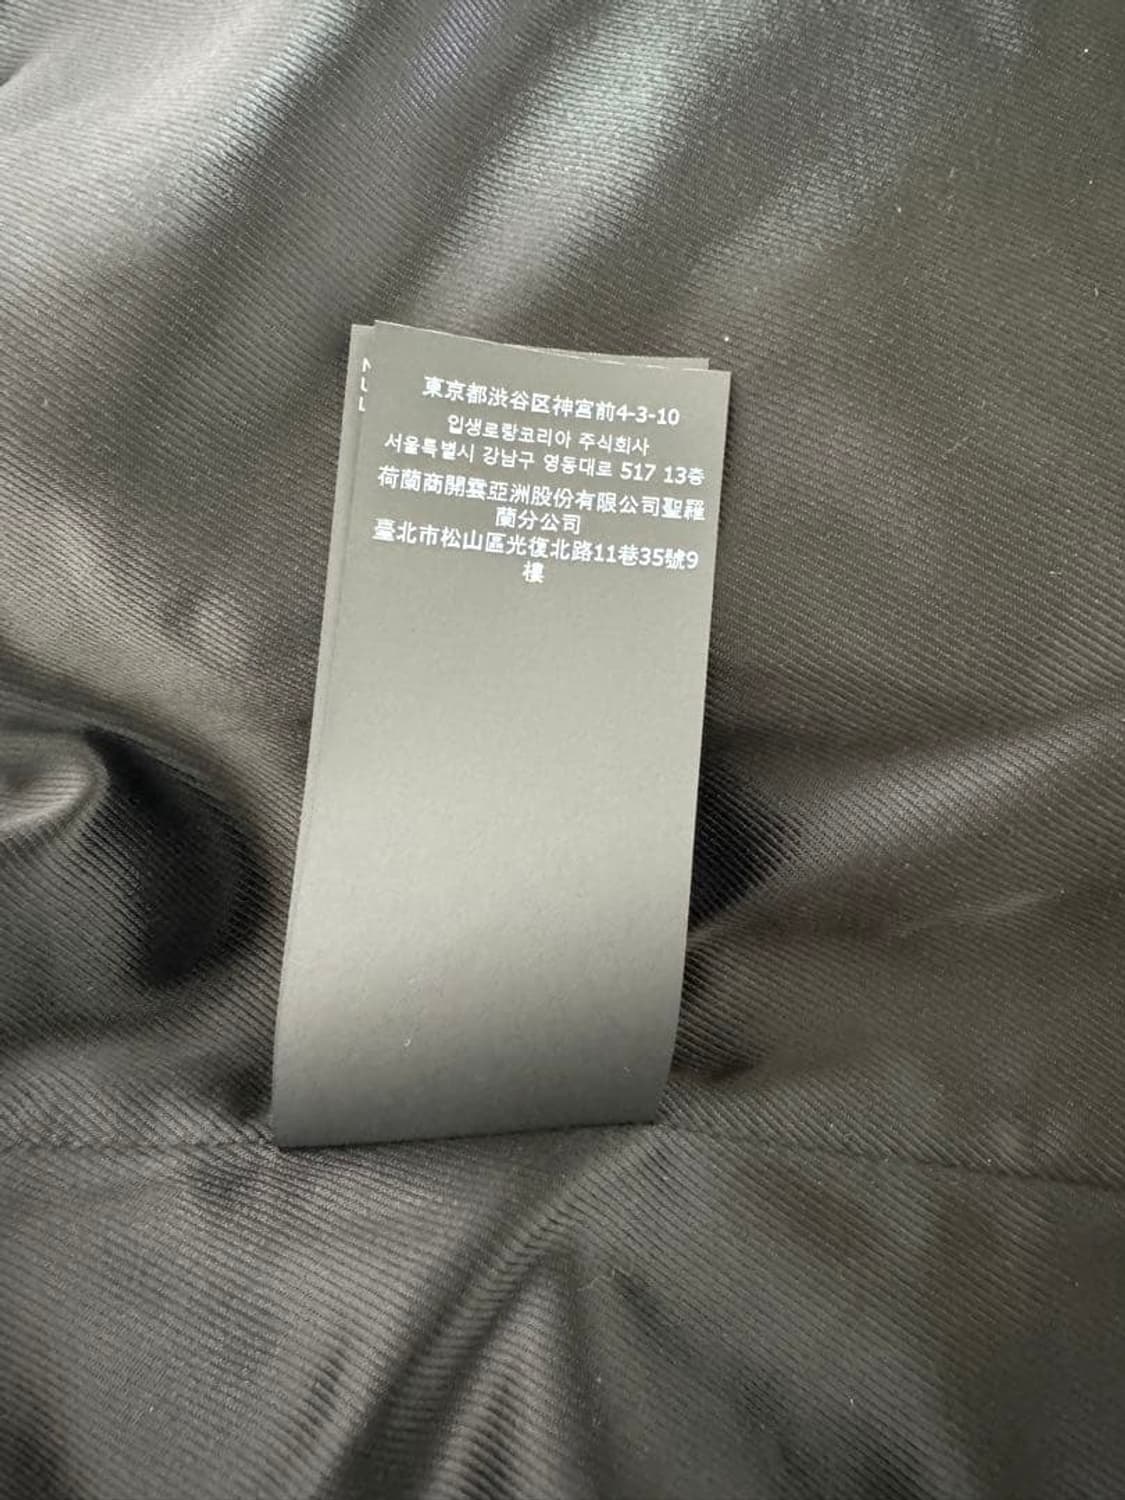 東京都渋谷区神宮前4-3-10
입생로랑코리아 주식회사
서울특별시 강남구 영동대로 517 13층
荷蘭商開雲亞洲股份有限公司聖羅
蘭分公司
臺北市松山區光復北路11巷35號9
樓